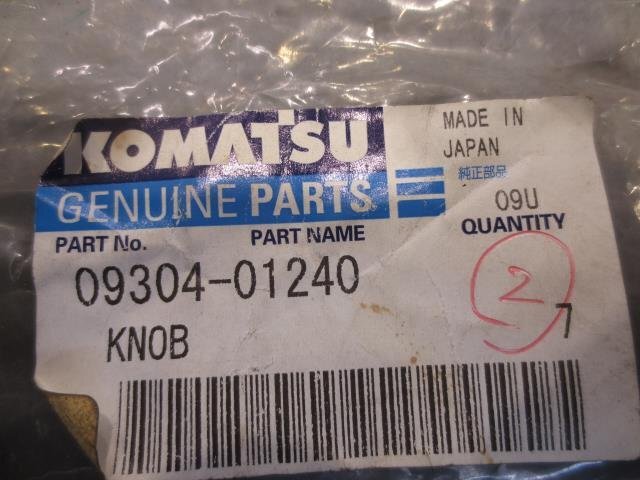 KOMATSU
GENUINE PARTS
MADE IN
JAPAN
純正部品
09U
PART No. PART NAME QUANTITY
09304-01240
2
7
KNOB